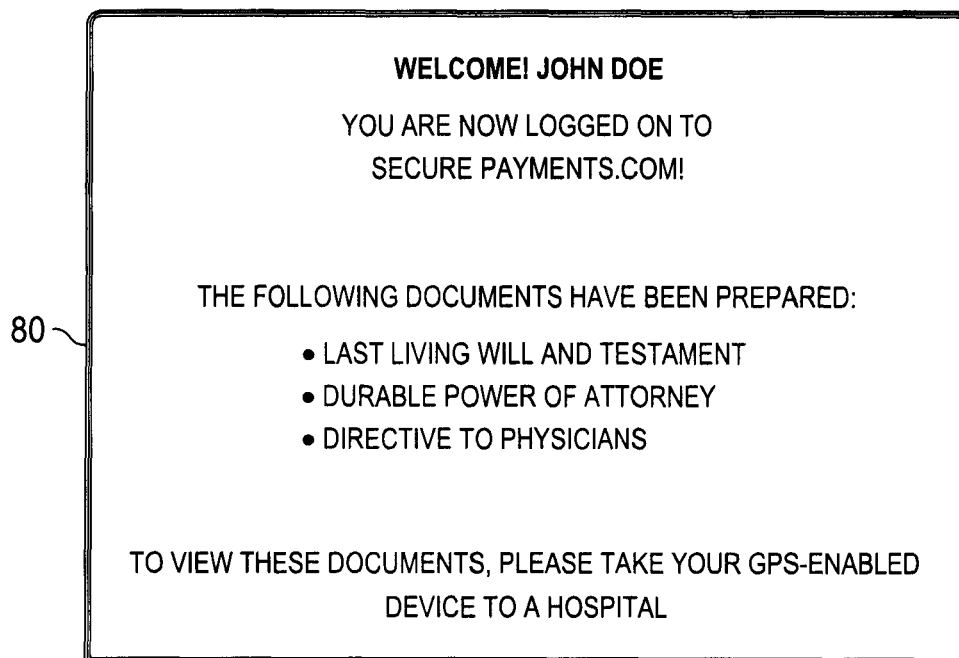 WELCOME! JOHN DOE
YOU ARE NOW LOGGED ON TO
SECURE PAYMENTS.COM!
THE FOLLOWING DOCUMENTS HAVE BEEN PREPARED:
80
• LAST LIVING WILL AND TESTAMENT
• DURABLE POWER OF ATTORNEY
• DIRECTIVE TO PHYSICIANS
TO VIEW THESE DOCUMENTS, PLEASE TAKE YOUR GPS-ENABLED
DEVICE TO A HOSPITAL